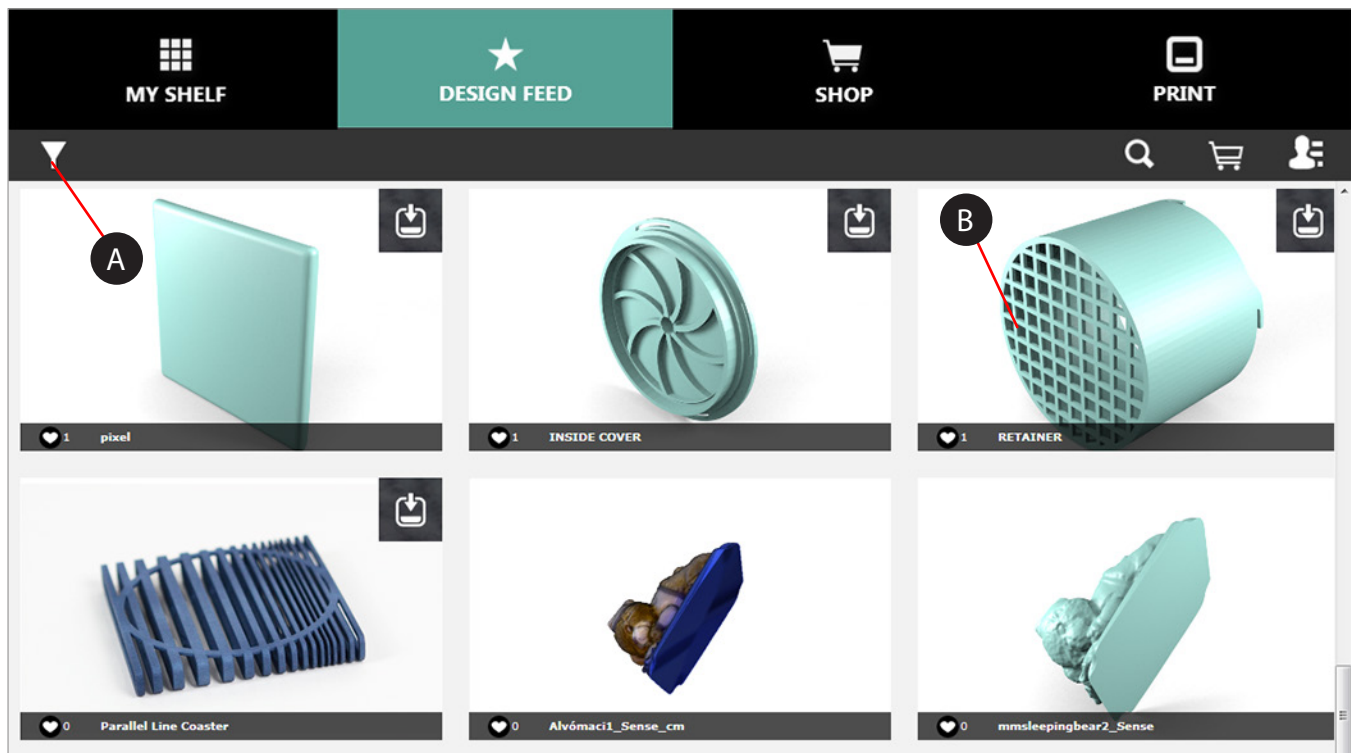 MY SHELF
DESIGN FEED
SHOP
PRINT
A
B
1 pixel
1 INSIDE COVER
1 RETAINER
0 Parallel Line Coaster
0 Alvómaci1_Sense_cm
0 mmsleepingbear2_Sense